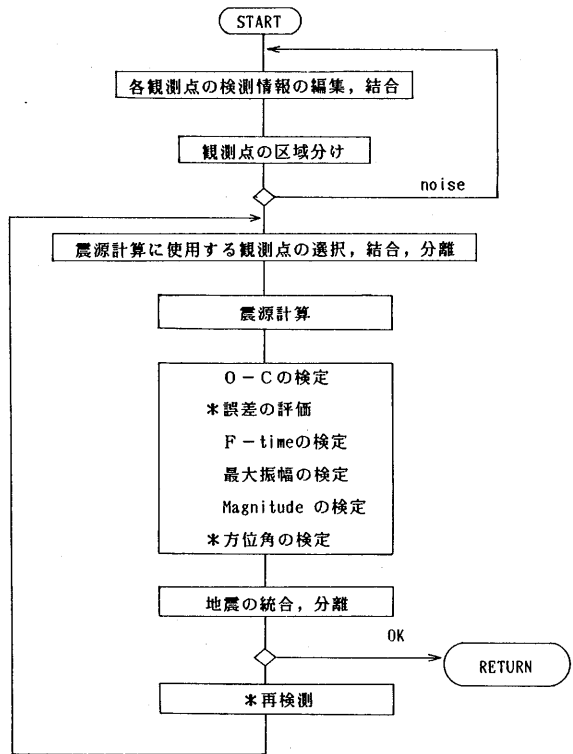 START
各観測点の検測情報の編集，結合
観測点の区域分け
noise
震源計算に使用する観測点の選択，結合，分離
震源計算
O－Cの検定
*誤差の評価
F－timeの検定
最大振幅の検定
Magnitude の検定
*方位角の検定
地震の統合，分離
OK
RETURN
*再検測